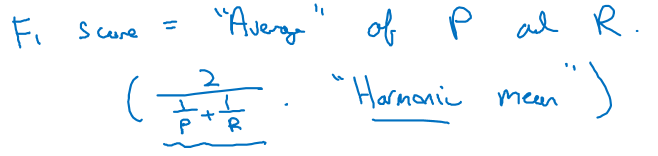 F₁ score = "Average" of P and R.
( 2 / (1/P + 1/R) . "Harmonic mean" )